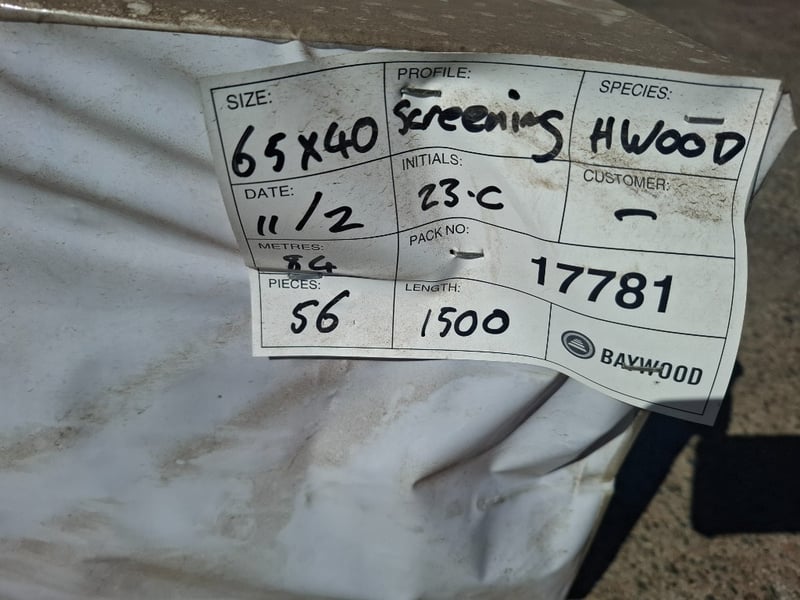 SIZE: PROFILE: SPECIES:
65x40 Screening HWOOD
DATE: INITIALS: CUSTOMER:
11/2 23.C –
METRES: PACK NO:
84 17781
PIECES: LENGTH:
56 1500 BAYWOOD